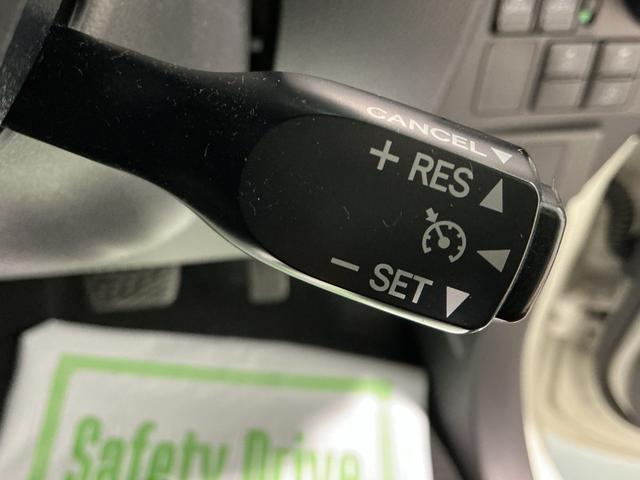 CANCEL
+ RES
− SET
Safety Drive